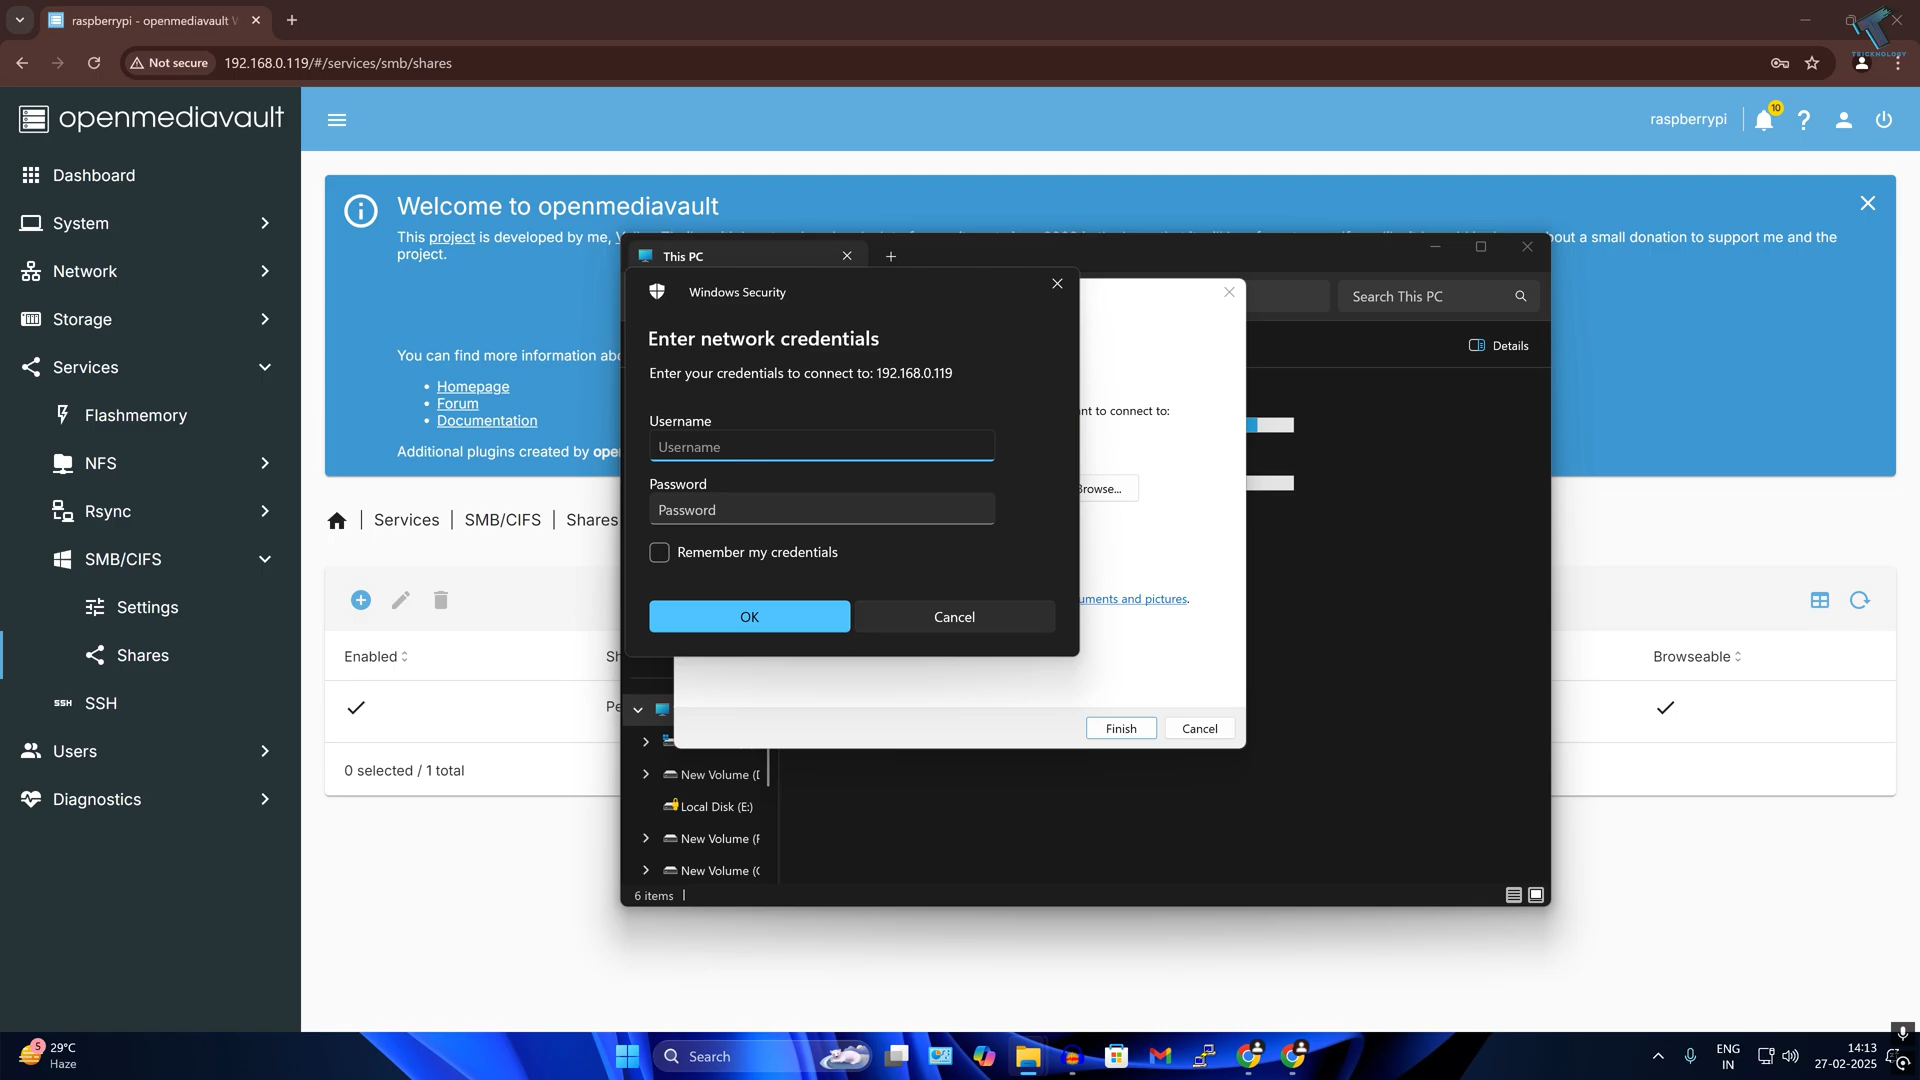 raspberrypi - openmediavault
TRICKNOLOGY
Not secure
192.168.0.119/#/services/smb/shares
openmediavault
raspberrypi
10
Dashboard
System
Network
Storage
Services
Flashmemory
NFS
Rsync
SMB/CIFS
Settings
Shares
SSH
SSH
Users
Diagnostics
Welcome to openmediavault
This project is developed by me,
bout a small donation to support me and the
project.
You can find more information abo
• Homepage
• Forum
• Documentation
Additional plugins created by ope
Services | SMB/CIFS | Shares
Enabled
Sh
Browseable
Pe
0 selected / 1 total
This PC
Search This PC
Details
nt to connect to:
Browse...
uments and pictures.
Finish
Cancel
Windows Security
Enter network credentials
Enter your credentials to connect to: 192.168.0.119
Username
Username
Password
Password
Remember my credentials
OK
Cancel
New Volume (D
Local Disk (E:)
New Volume (F
New Volume (G
6 items
5
29°C
Haze
Search
ENG
IN
14:13
27-02-2025